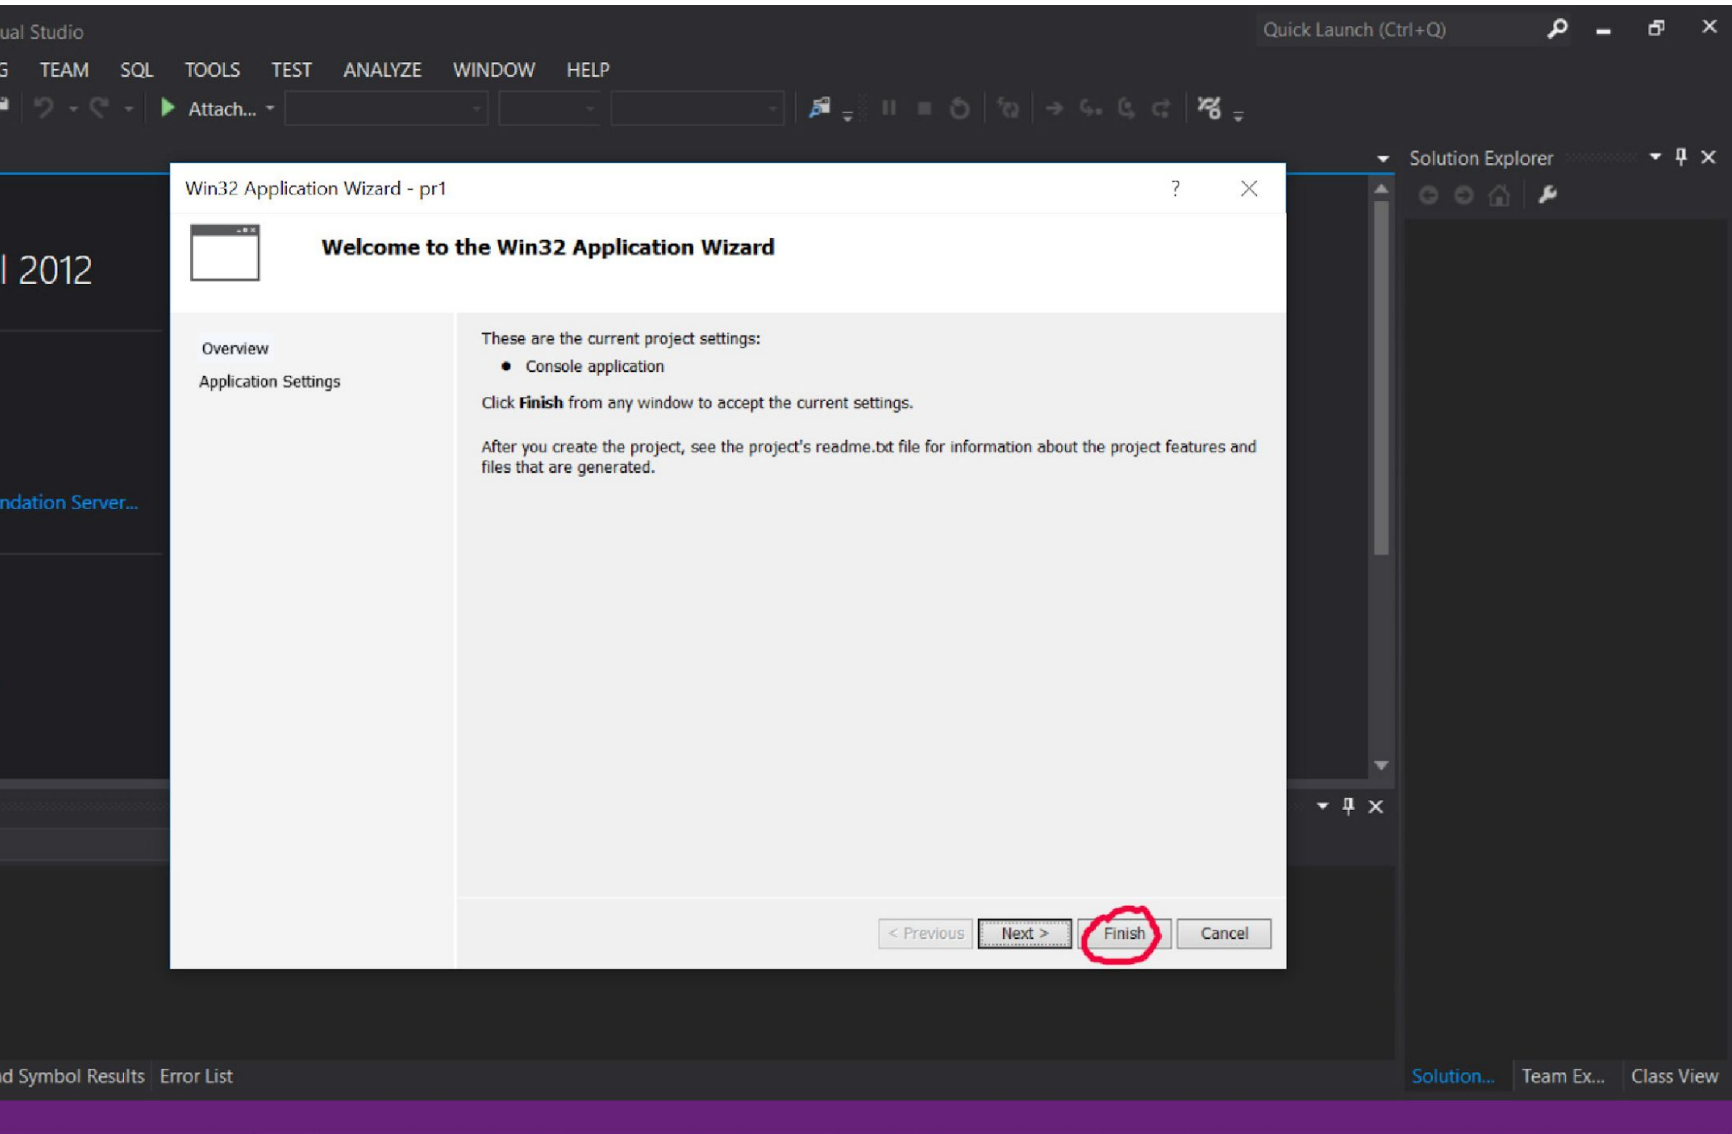 ual Studio
Quick Launch (Ctrl+Q)
G TEAM SQL TOOLS TEST ANALYZE WINDOW HELP
Attach...
Solution Explorer
Win32 Application Wizard - pr1
?
Welcome to the Win32 Application Wizard
l 2012
Overview
Application Settings
These are the current project settings:
● Console application
Click Finish from any window to accept the current settings.
After you create the project, see the project's readme.txt file for information about the project features and
files that are generated.
ndation Server...
< Previous
Next >
Finish
Cancel
nd Symbol Results
Error List
Solution...
Team Ex...
Class View